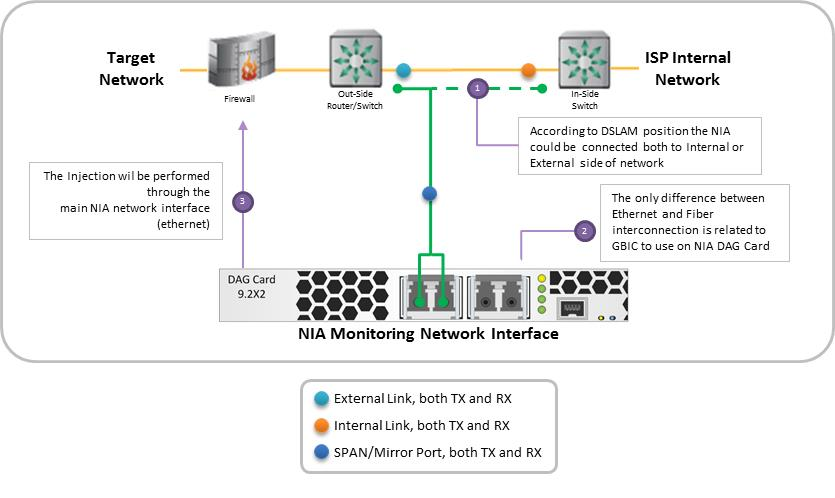 Target
Network
Firewall
Out-Side
Router/Switch
In-Side
Switch
ISP Internal
Network
1
According to DSLAM position the NIA
could be connected both to Internal or
External side of network
The Injection wil be performed
through the
main NIA network interface
(ethernet)
3
2
The only difference between
Ethernet and Fiber
interconnection is related to
GBIC to use on NIA DAG Card
DAG Card
9.2X2
NIA Monitoring Network Interface
External Link, both TX and RX
Internal Link, both TX and RX
SPAN/Mirror Port, both TX and RX